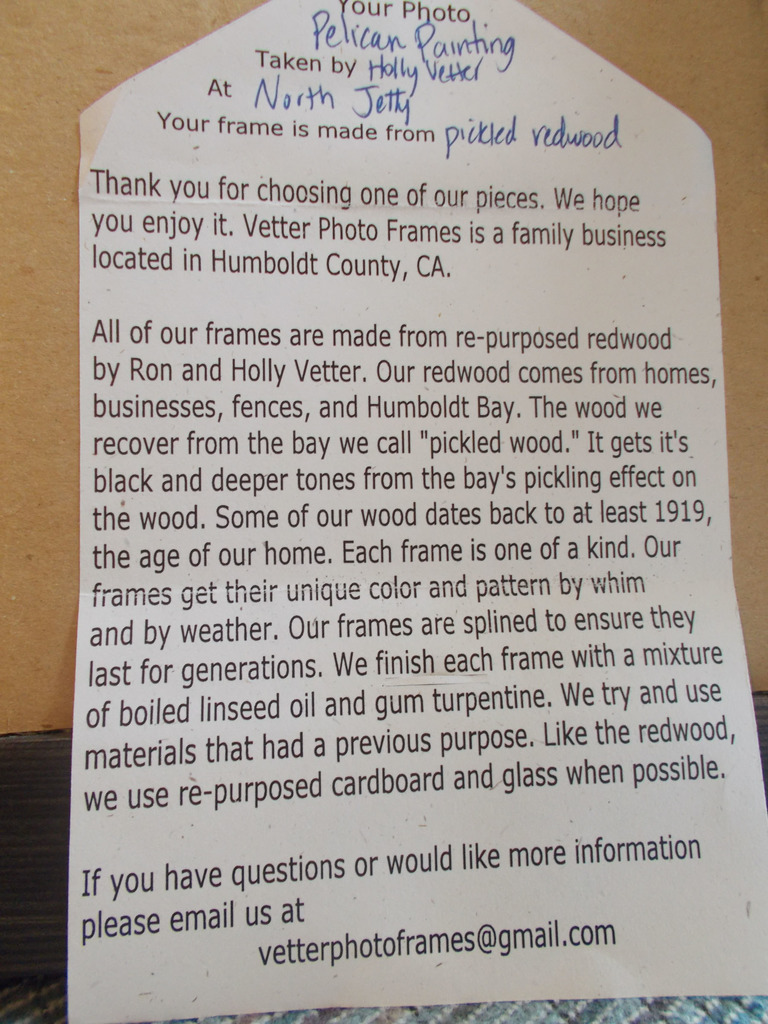 Your Photo
Pelican Painting
Taken by Holly Vetter
At North Jetty
Your frame is made from pickled redwood
Thank you for choosing one of our pieces. We hope
you enjoy it. Vetter Photo Frames is a family business
located in Humboldt County, CA.
All of our frames are made from re-purposed redwood
by Ron and Holly Vetter. Our redwood comes from homes,
businesses, fences, and Humboldt Bay. The wood we
recover from the bay we call "pickled wood." It gets it's
black and deeper tones from the bay's pickling effect on
the wood. Some of our wood dates back to at least 1919,
the age of our home. Each frame is one of a kind. Our
frames get their unique color and pattern by whim
and by weather. Our frames are splined to ensure they
last for generations. We finish each frame with a mixture
of boiled linseed oil and gum turpentine. We try and use
materials that had a previous purpose. Like the redwood,
we use re-purposed cardboard and glass when possible.
If you have questions or would like more information
please email us at
vetterphotoframes@gmail.com